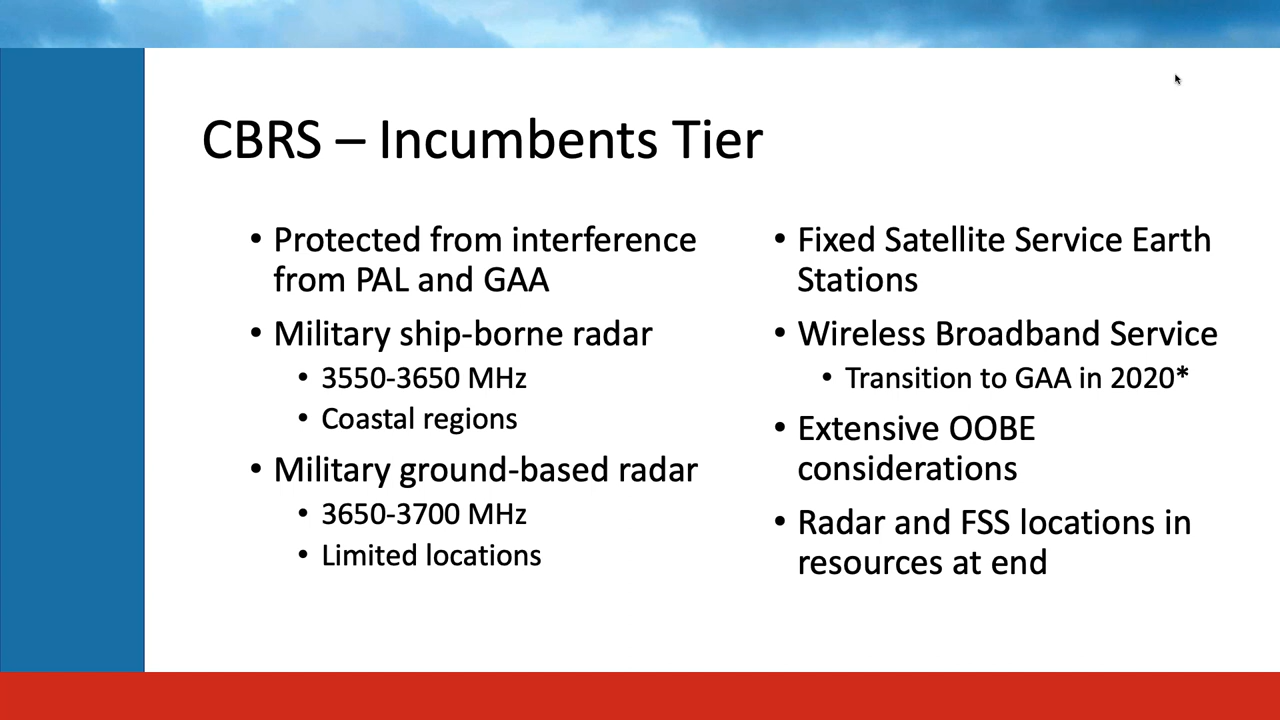 CBRS – Incumbents Tier
• Protected from interference
from PAL and GAA
• Military ship-borne radar
• 3550-3650 MHz
• Coastal regions
• Military ground-based radar
• 3650-3700 MHz
• Limited locations
• Fixed Satellite Service Earth
Stations
• Wireless Broadband Service
• Transition to GAA in 2020*
• Extensive OOBE
considerations
• Radar and FSS locations in
resources at end